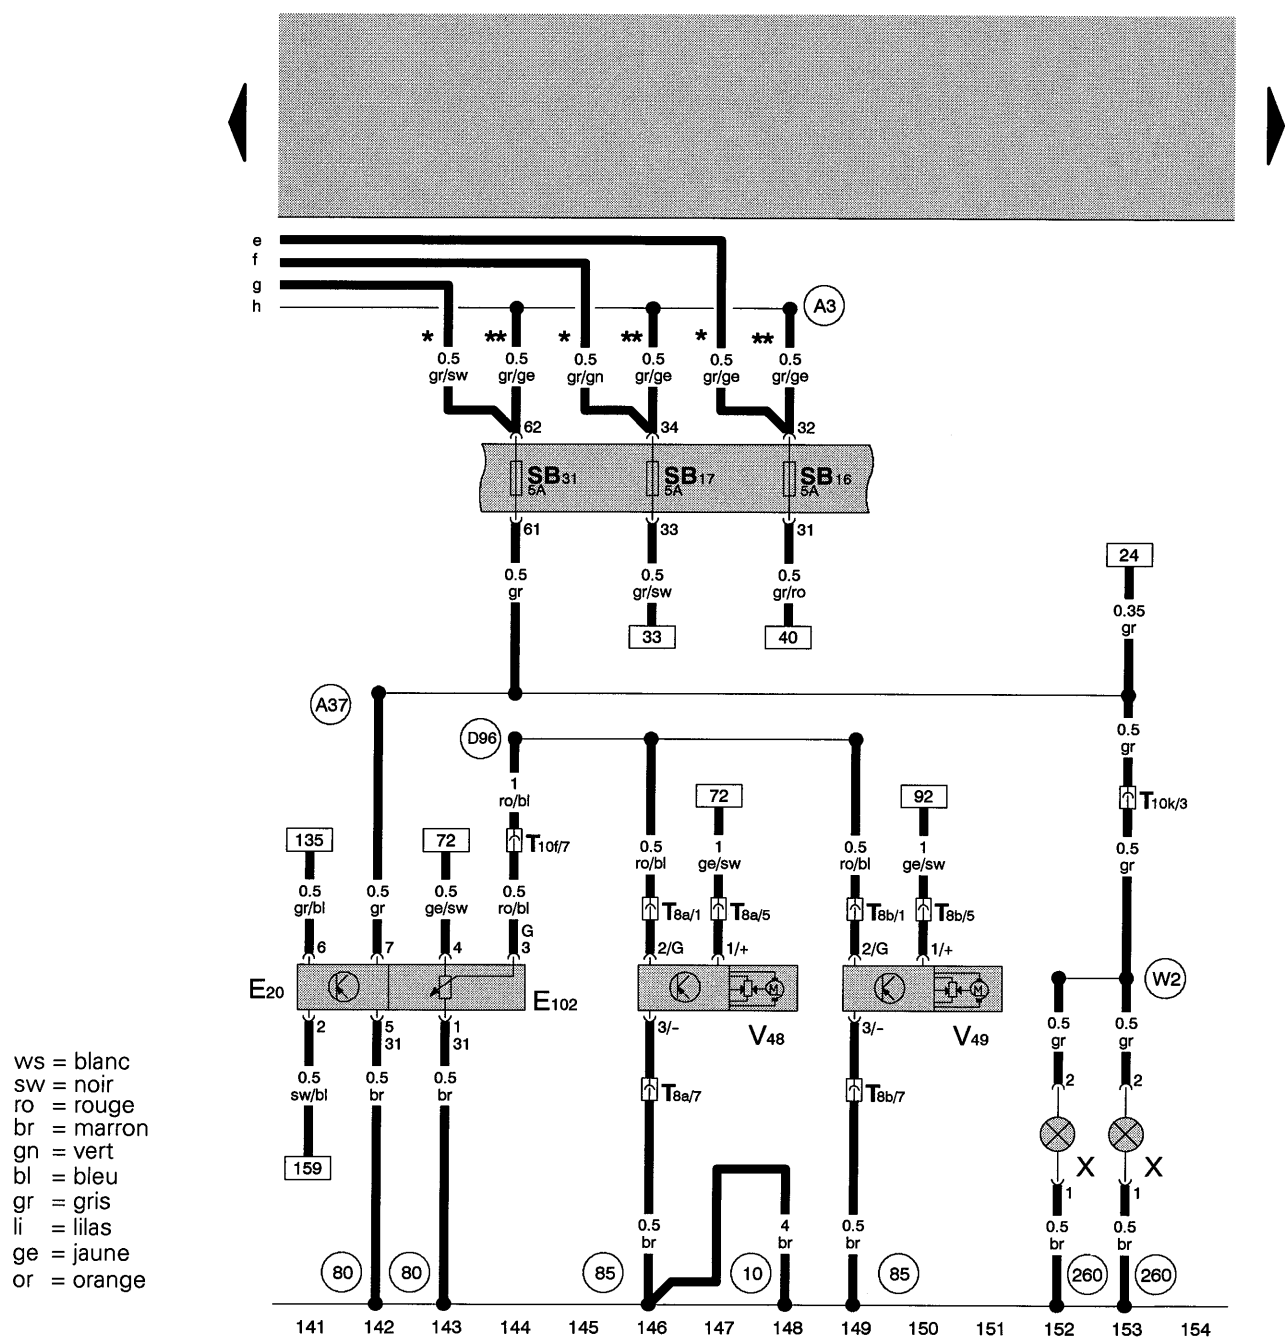 e
f
g
h
A3
* ** * ** * **
0.5 0.5 0.5 0.5 0.5 0.5
gr/sw gr/ge gr/gn gr/ge gr/ge gr/ge
62 34 32
SB31 SB17 SB16
5A 5A 5A
61 33 31
24
0.5 0.5 0.5
gr gr/sw gr/ro
0.35
gr
33 40
A37
D96
0.5
gr
1
ro/bl
72 92
T10k/3
135 72 T10f/7
0.5 1 0.5 1 0.5
ro/bl ge/sw ro/bl ge/sw gr
0.5 0.5 0.5 0.5
gr/bl gr ge/sw ro/bl
T8a/1 T8a/5 T8b/1 T8b/5
G
6 7 4 3 2/G 1/+ 2/G 1/+
W2
E20 E102
M M
2 5 1 3/- V48 3/- V49
31 31
0.5 0.5
gr gr
0.5 0.5 0.5
sw/bl br br
T8a/7 T8b/7
2 2
159
X X
1 1
0.5 4 0.5 0.5 0.5
br br br br br
80 80 85 10 85 260 260
141 142 143 144 145 146 147 148 149 150 151 152 153 154
ws = blanc
sw = noir
ro = rouge
br = marron
gn = vert
bl = bleu
gr = gris
li = lilas
ge = jaune
or = orange